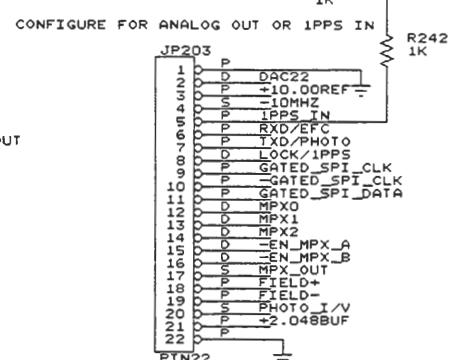 1K
CONFIGURE FOR ANALOG OUT OR 1PPS IN
R242
1K
JP203
1 P
2 D DAC22
3 P +10.00REF
4 S -10MHZ
5 P 1PPS_IN
6 P RXD/EFC
7 P TXD/PHOTO
8 D LOCK/1PPS
9 P GATED_SPI_CLK
10 P -GATED_SPI_CLK
11 P GATED_SPI_DATA
12 D MPX0
13 D MPX1
14 D MPX2
15 D -EN_MPX_A
16 D -EN_MPX_B
17 S MPX_OUT
18 P FIELD+
19 P FIELD-
20 S PHOTO_I/V
21 P +2.048BUF
22 P
PIN22
UT